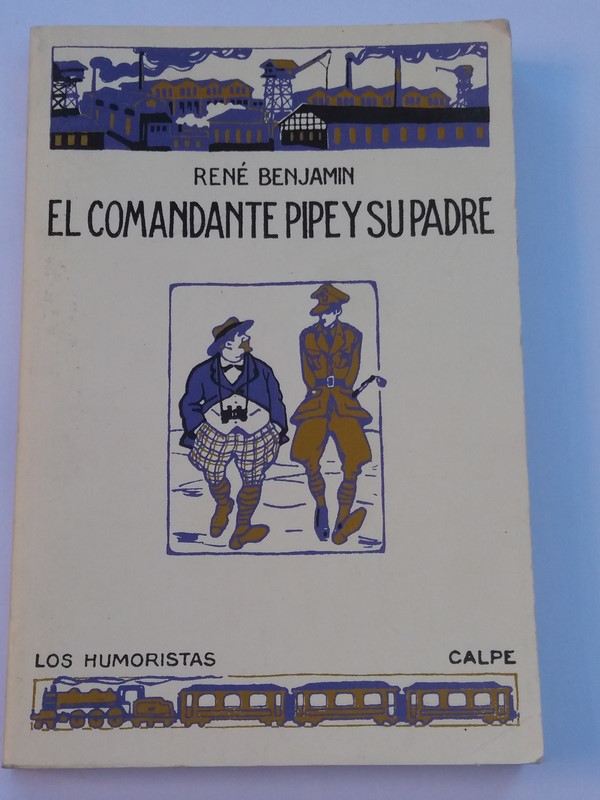 RENÉ BENJAMIN
EL COMANDANTE PIPE Y SU PADRE
LOS HUMORISTAS
CALPE